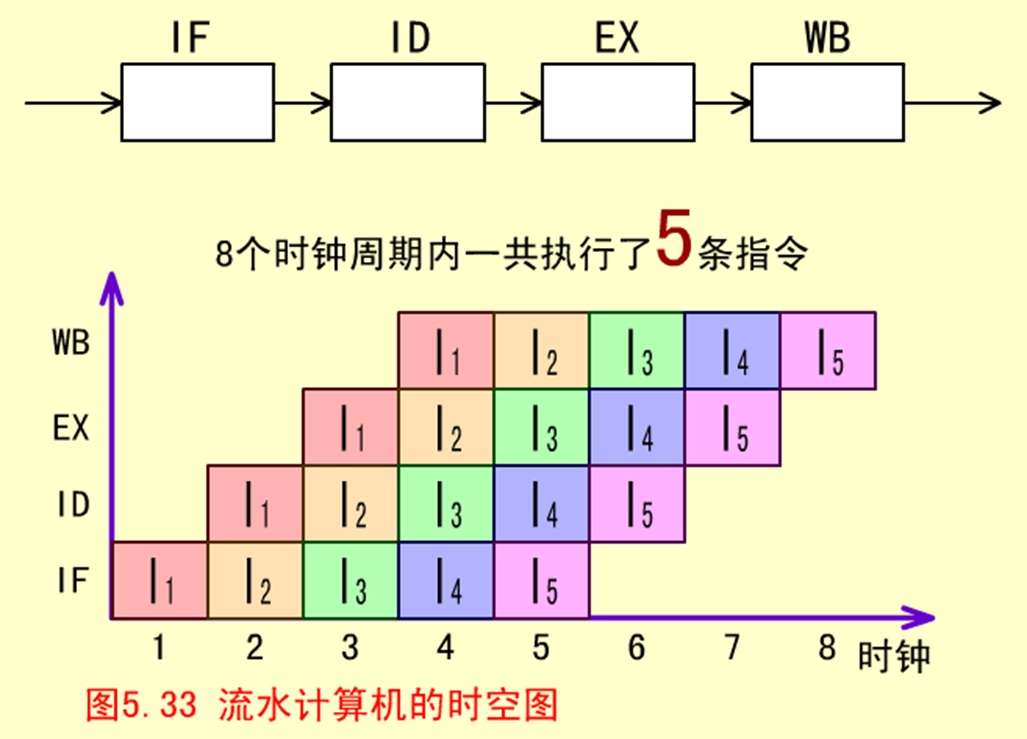 IF ID EX WB
8个时钟周期内一共执行了5条指令
WB I1 I2 I3 I4 I5
EX I1 I2 I3 I4 I5
ID I1 I2 I3 I4 I5
IF I1 I2 I3 I4 I5
1 2 3 4 5 6 7 8 时钟
图5.33 流水计算机的时空图